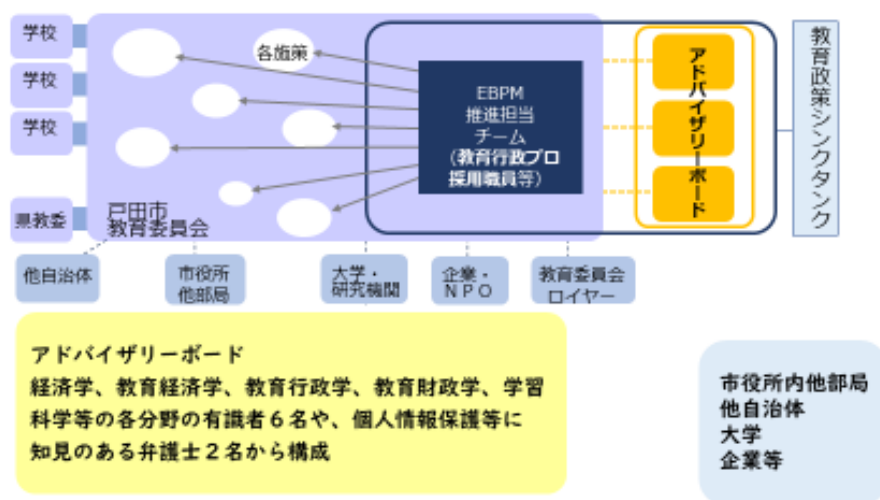 学校
学校
学校
県教委
各施策
戸田市
教育委員会
EBPM
推進担当
チーム
（教育行政プロ
採用職員等）
アドバイザリーボード
教育政策シンクタンク
他自治体
市役所
他部局
大学・
研究機関
企業・
ＮＰＯ
教育委員会
ロイヤー
アドバイザリーボード
経済学、教育経済学、教育行政学、教育財政学、学習
科学等の各分野の有識者６名や、個人情報保護等に
知見のある弁護士２名から構成
市役所内他部局
他自治体
大学
企業等